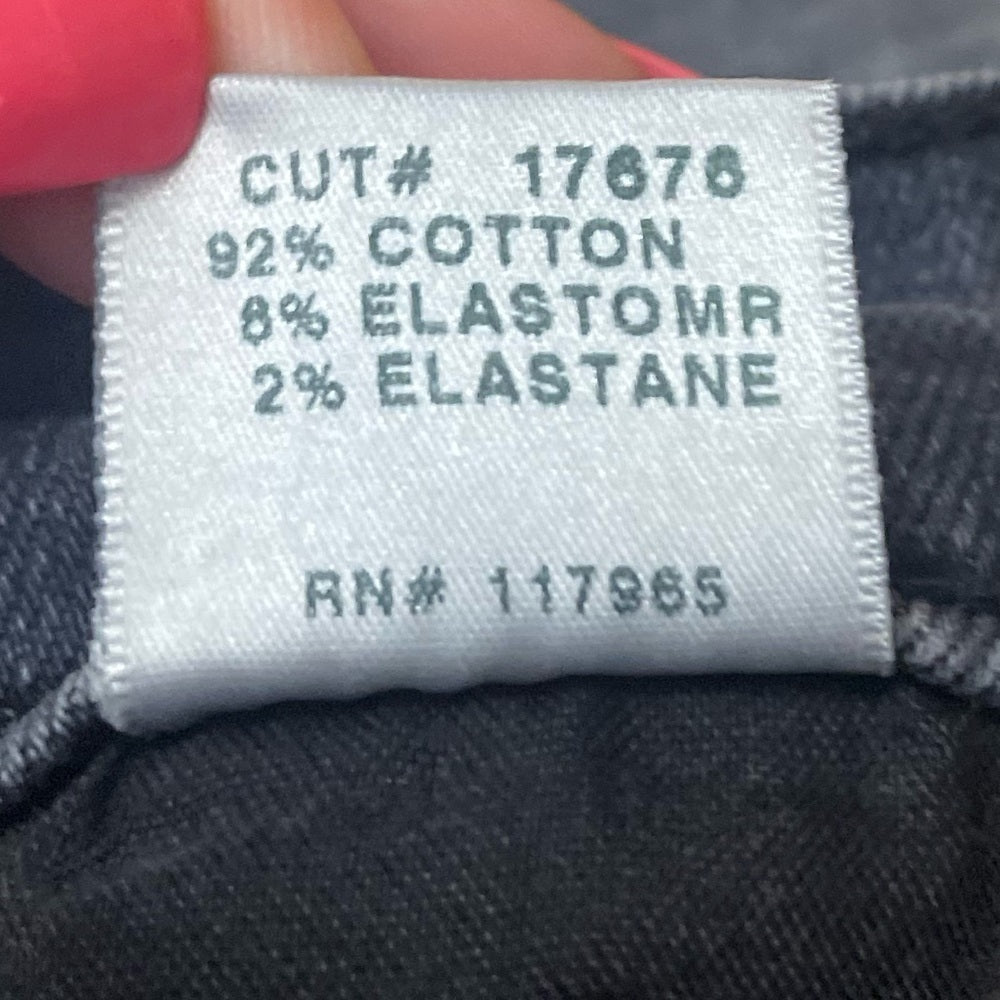 CUT# 17676
92% COTTON
6% ELASTOMR
2% ELASTANE
RN# 117965